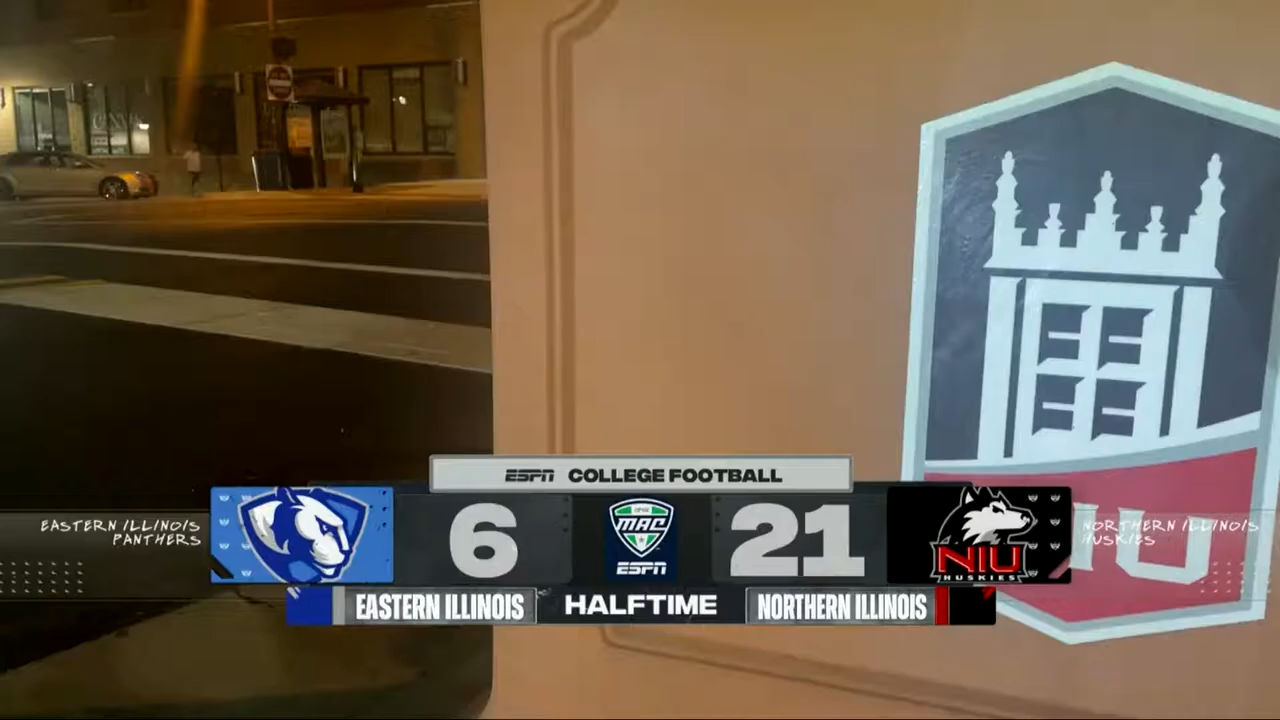 ESPN COLLEGE FOOTBALL
EASTERN ILLINOIS
PANTHERS
6
MAC
ESPN
21
NIU
HUSKIES
NORTHERN ILLINOIS
HUSKIES
IU
EASTERN ILLINOIS
HALFTIME
NORTHERN ILLINOIS